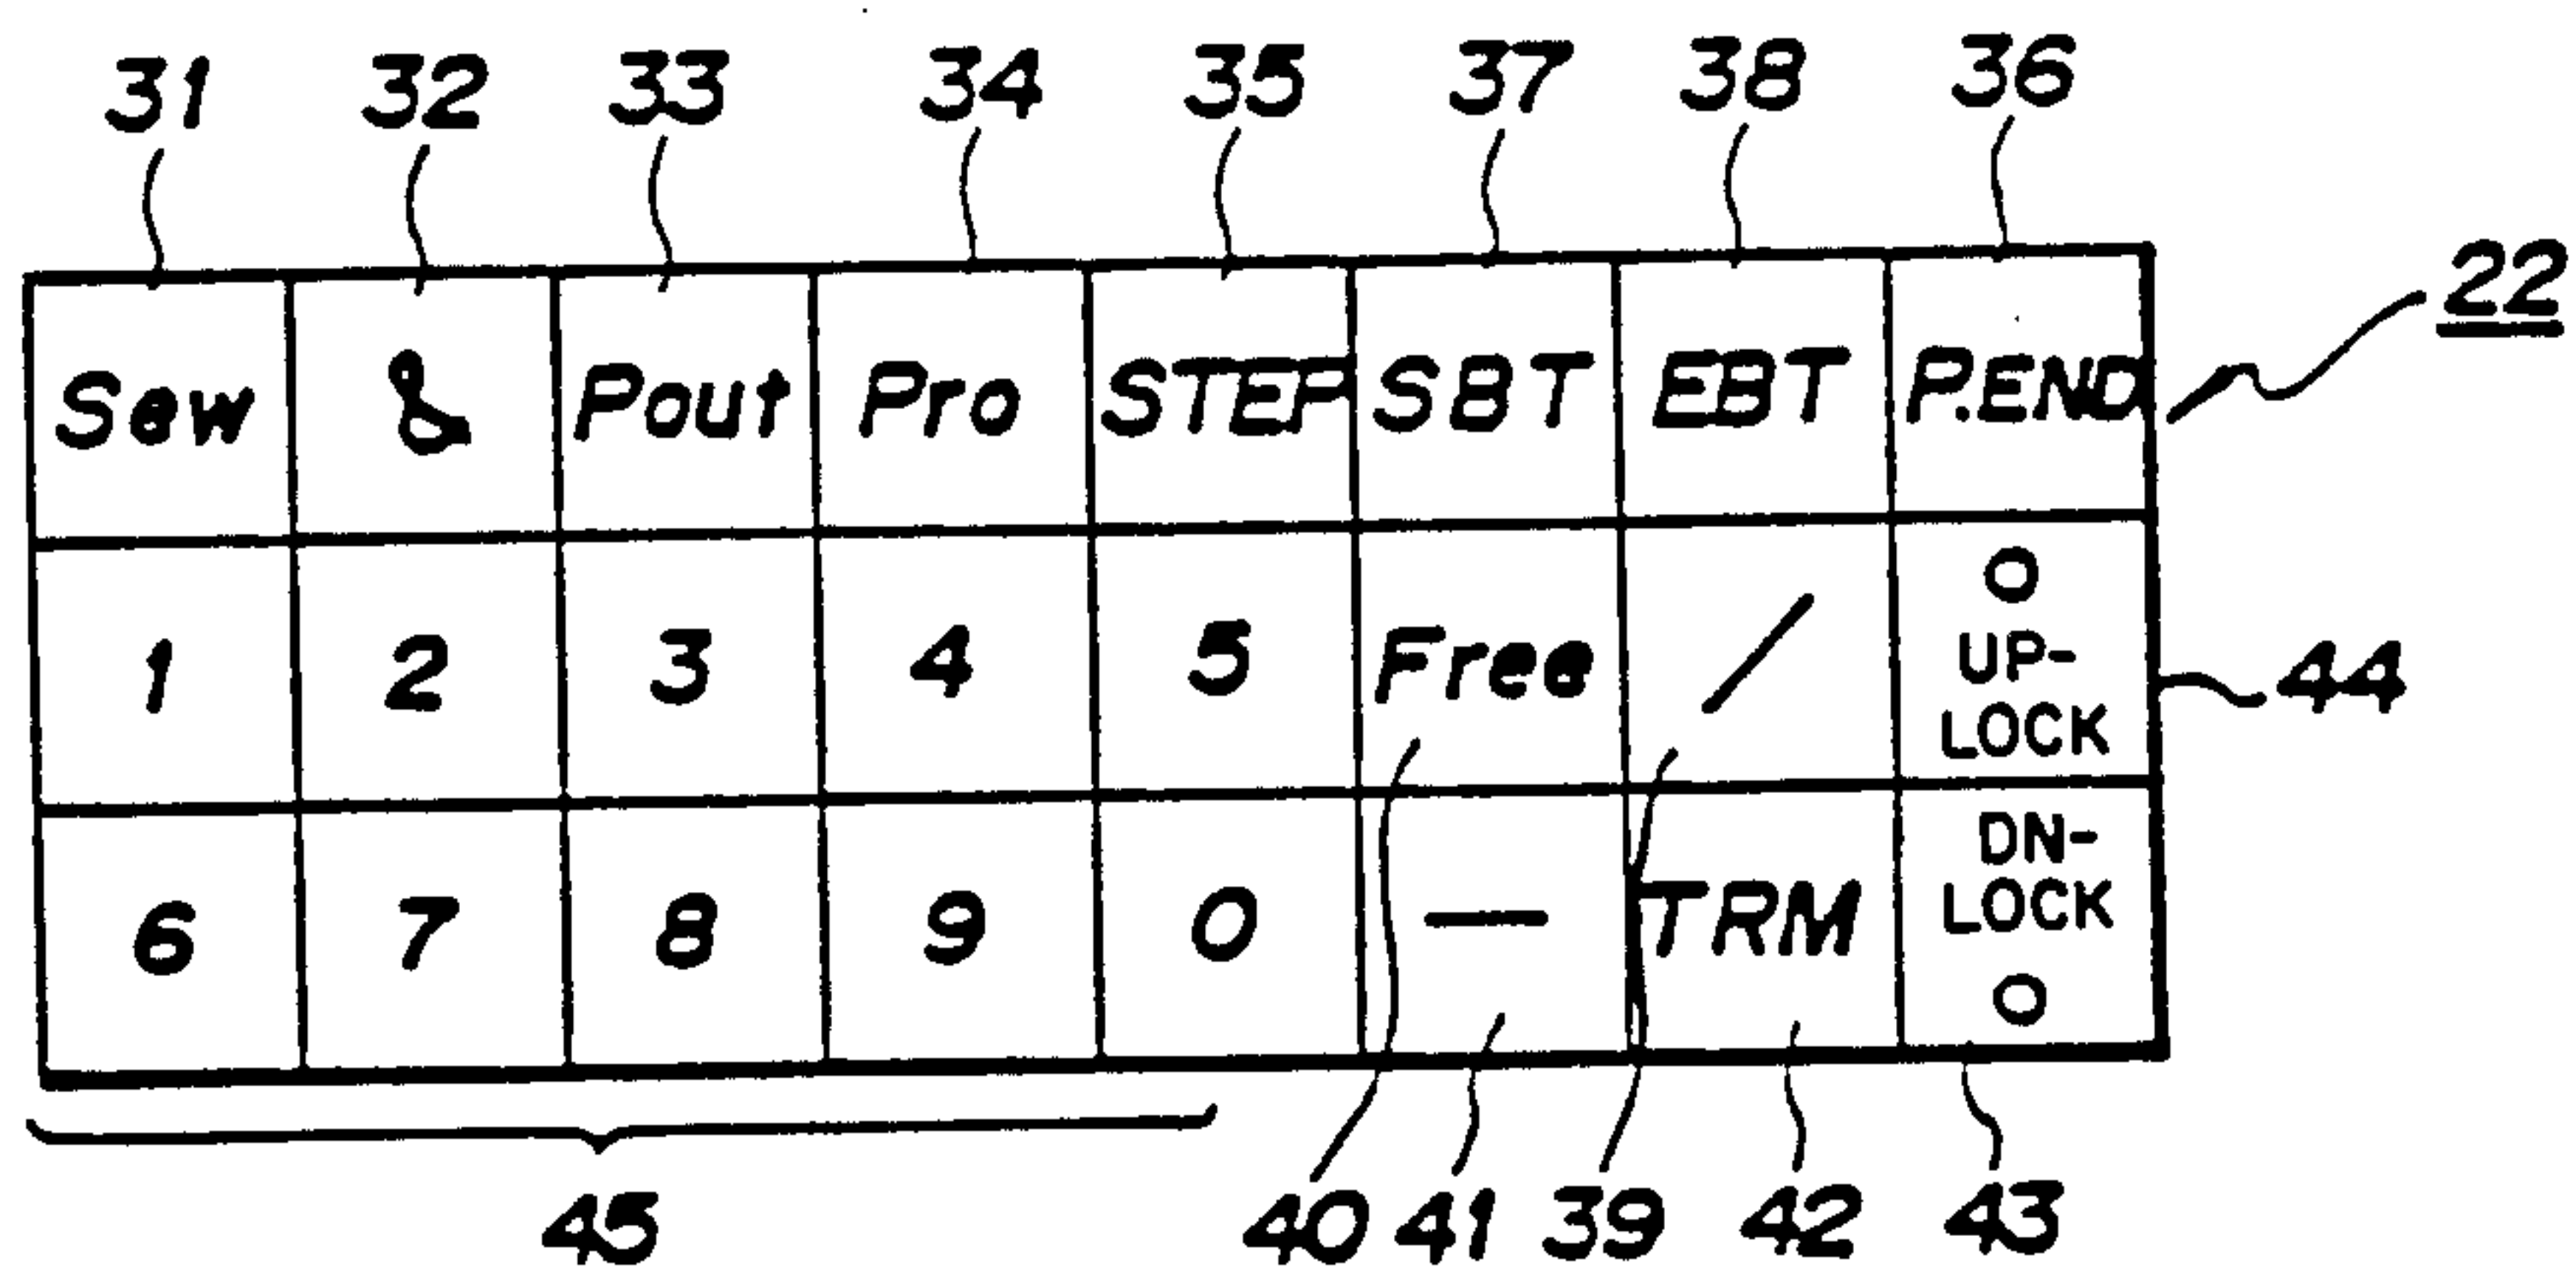 31 32 33 34 35 37 38 36
22
Sew & Pout Pro STEP SBT EBT P.END
1 2 3 4 5 Free / O
UP-
LOCK
44
6 7 8 9 0 — TRM DN-
LOCK
O
45 40 41 39 42 43